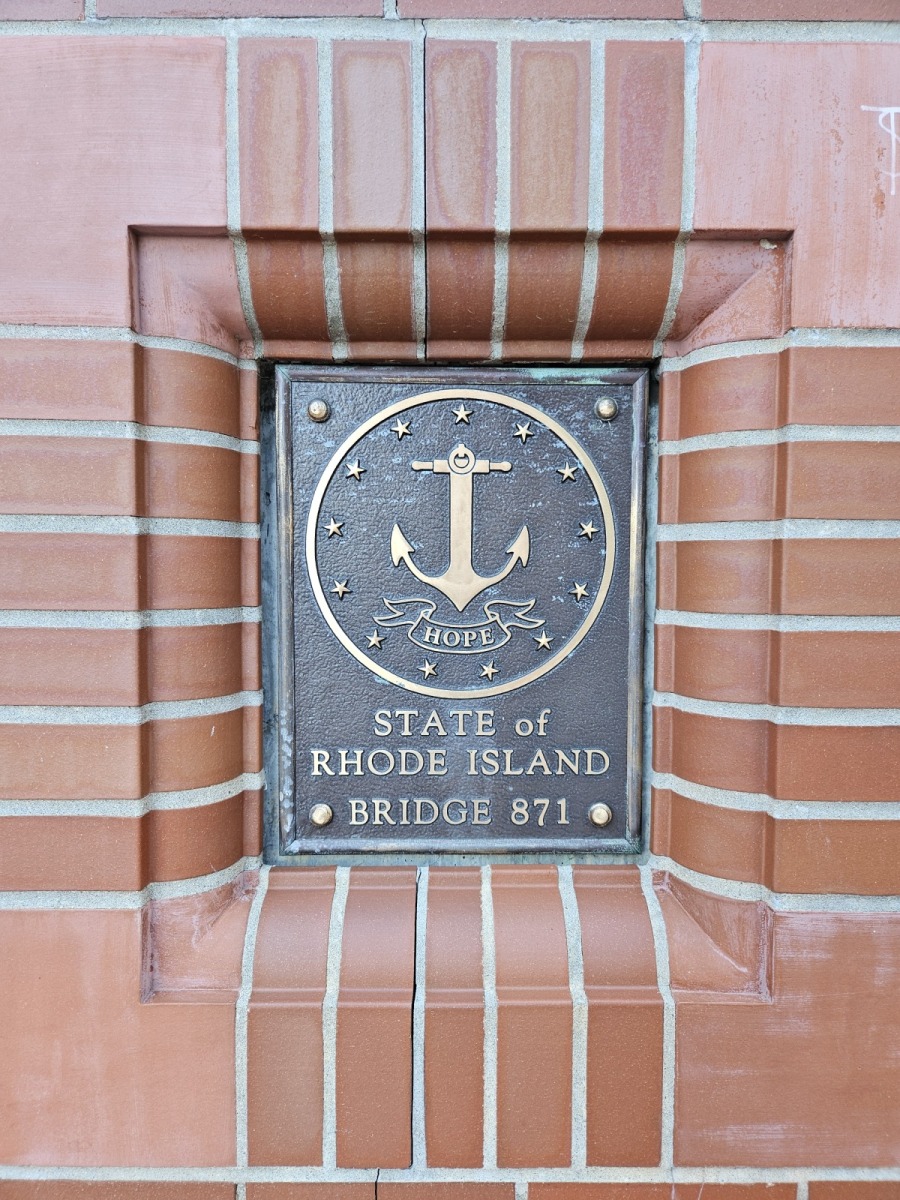 HOPE
STATE of
RHODE ISLAND
BRIDGE 871